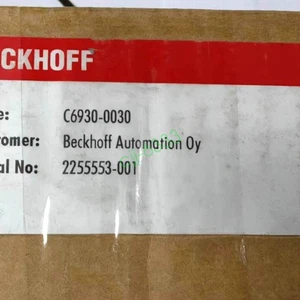 ECKHOFF
e: C6930-0030
tomer: Beckhoff Automation Oy
al No: 2255553-001